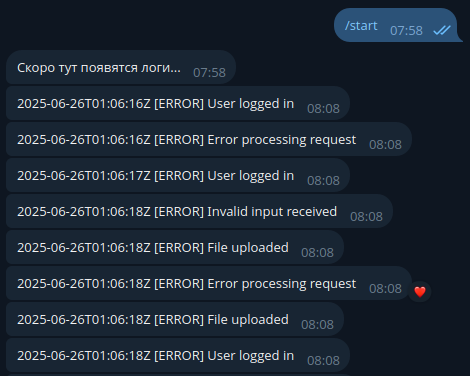 /start 07:58
Скоро тут появятся логи... 07:58
2025-06-26T01:06:16Z [ERROR] User logged in 08:08
2025-06-26T01:06:16Z [ERROR] Error processing request 08:08
2025-06-26T01:06:17Z [ERROR] User logged in 08:08
2025-06-26T01:06:18Z [ERROR] Invalid input received 08:08
2025-06-26T01:06:18Z [ERROR] File uploaded 08:08
2025-06-26T01:06:18Z [ERROR] Error processing request 08:08
2025-06-26T01:06:18Z [ERROR] File uploaded 08:08
2025-06-26T01:06:18Z [ERROR] User logged in 08:08